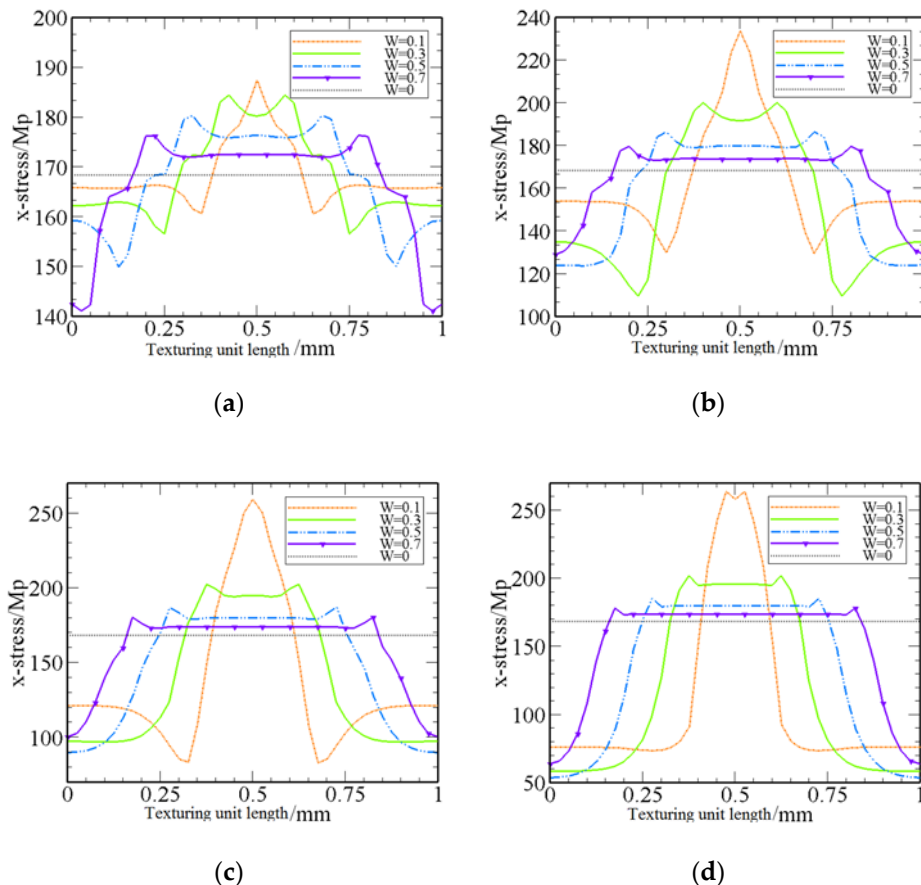 200
190
180
170
160
150
140
x-stress/Mp
W=0.1
W=0.3
W=0.5
W=0.7
W=0
0 0.25 0.5 0.75 1
Texturing unit length/mm
(a)
240
220
200
180
160
140
120
100
x-stress/Mp
W=0.1
W=0.3
W=0.5
W=0.7
W=0
0 0.25 0.5 0.75 1
Texturing unit length/mm
(b)
250
200
150
100
x-stress/Mp
W=0.1
W=0.3
W=0.5
W=0.7
W=0
0 0.25 0.5 0.75 1
Texturing unit length/mm
(c)
250
200
150
100
50
x-stress/Mp
W=0.1
W=0.3
W=0.5
W=0.7
W=0
0 0.25 0.5 0.75 1
Texturing unit length/mm
(d)